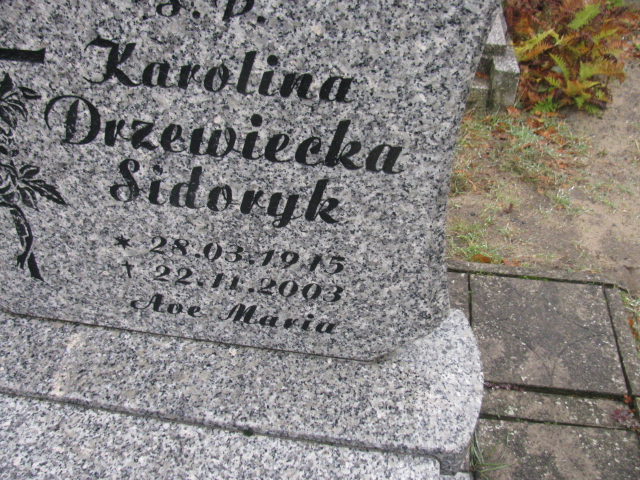 Ś. P.
Karolina
Drzewiecka
Sidoryk
* 28.03.1915
† 22.11.2003
Ave Maria